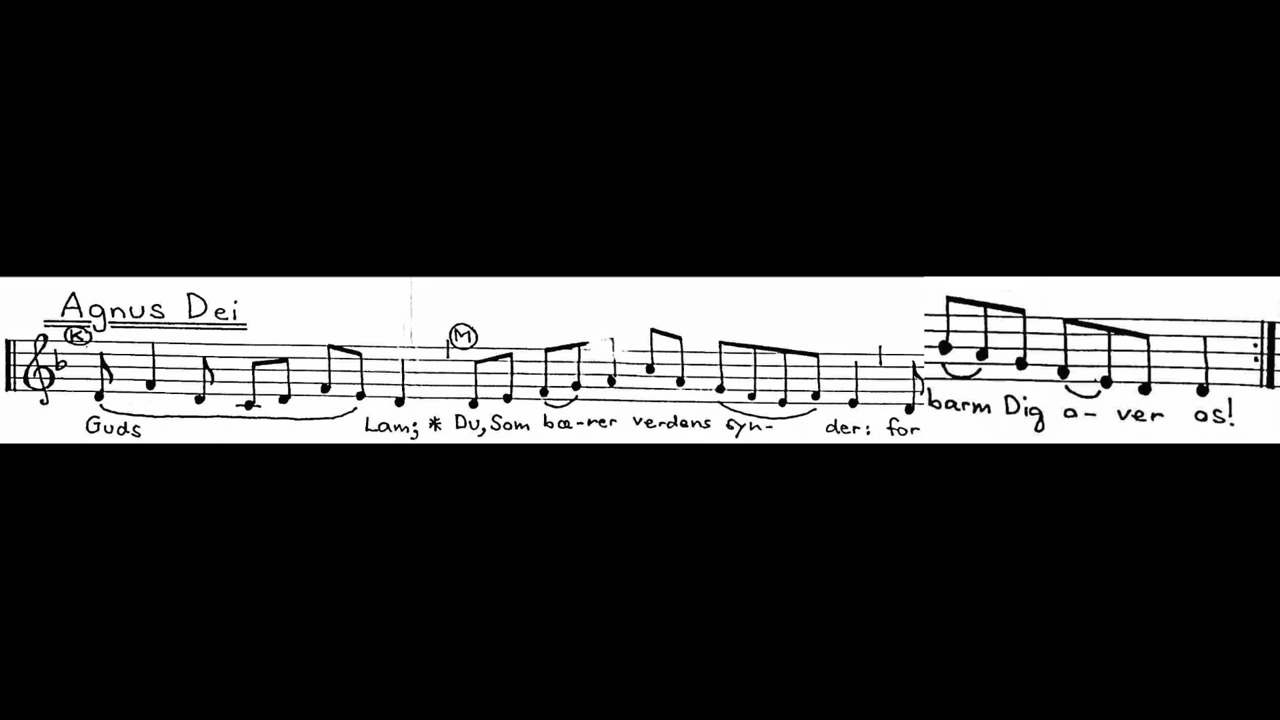 Agnus Dei
K M
Guds Lam; * Du, Som bæ-rer verdens syn- der: for barm Dig o- ver os!